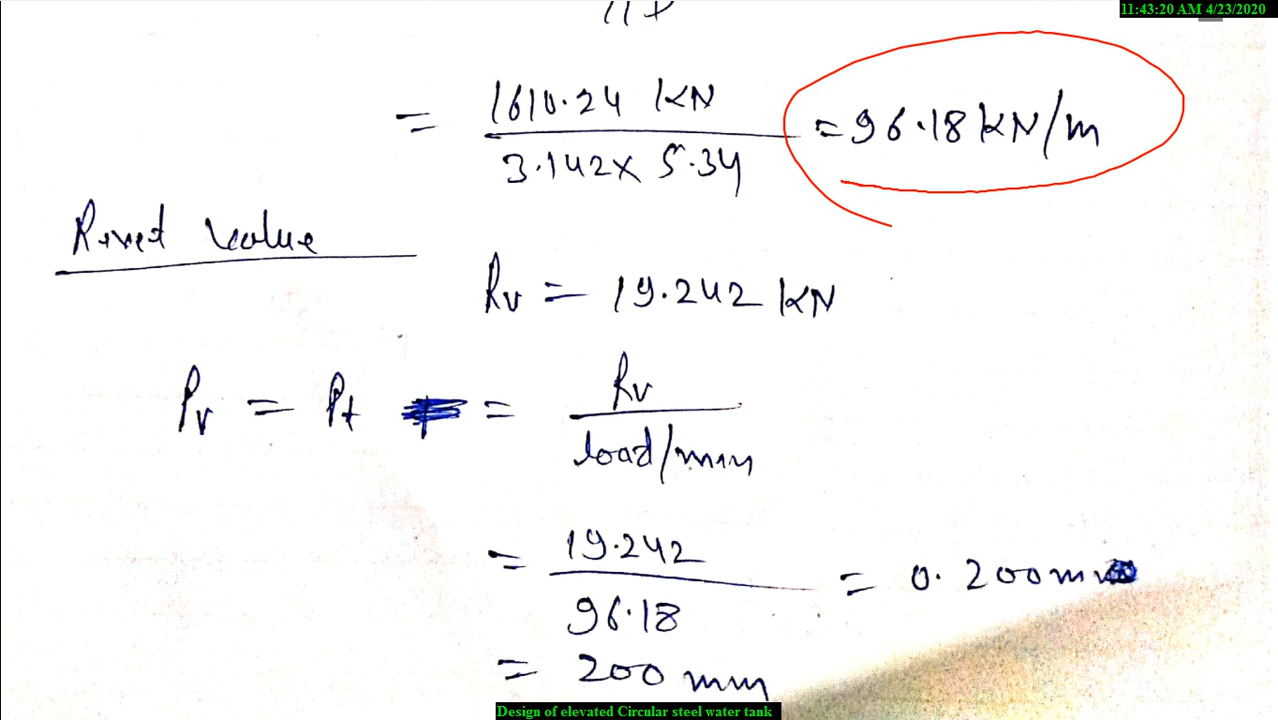 11:43:20 AM 4/23/2020
= 1610.24 KN / 3.142 x 5.34 = 96.18 KN/m
Rivet value
Rv = 19.242 KN
Pv = Pt = Rv / load/mm
= 19.242 / 96.18 = 0.200 m
= 200 mm
Design of elevated Circular steel water tank